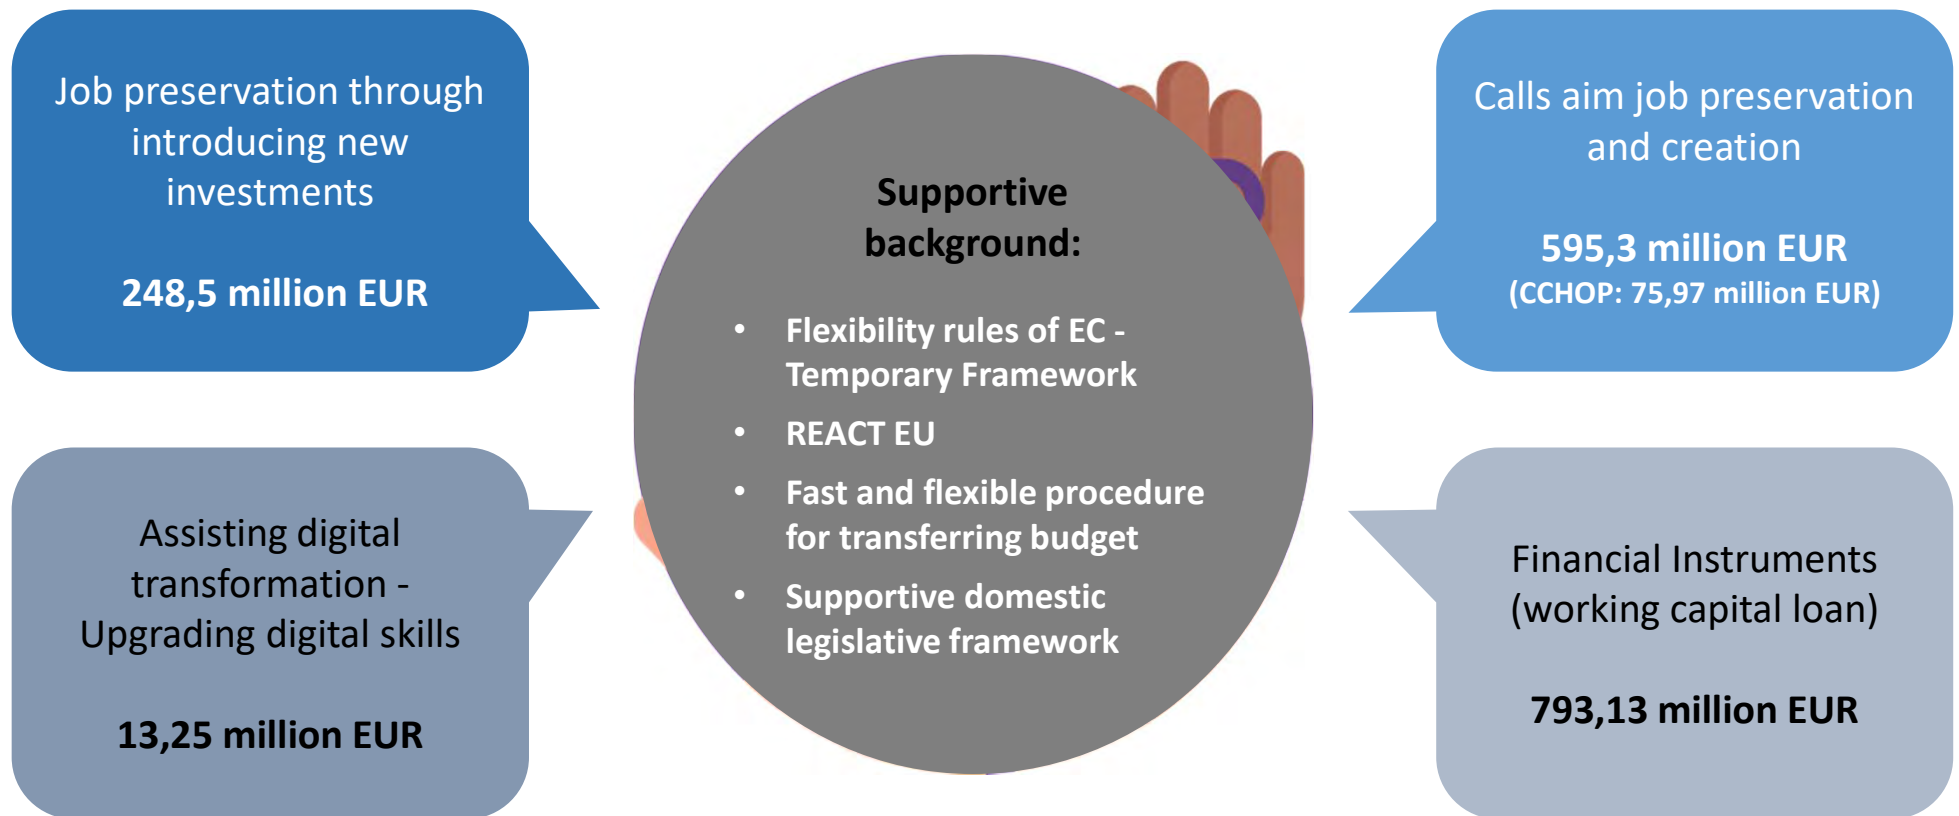 Job preservation through
introducing new
investments
248,5 million EUR
Calls aim job preservation
and creation
595,3 million EUR
(CCHOP: 75,97 million EUR)
Supportive
background:
• Flexibility rules of EC -
Temporary Framework
• REACT EU
• Fast and flexible procedure
for transferring budget
• Supportive domestic
legislative framework
Assisting digital
transformation -
Upgrading digital skills
13,25 million EUR
Financial Instruments
(working capital loan)
793,13 million EUR